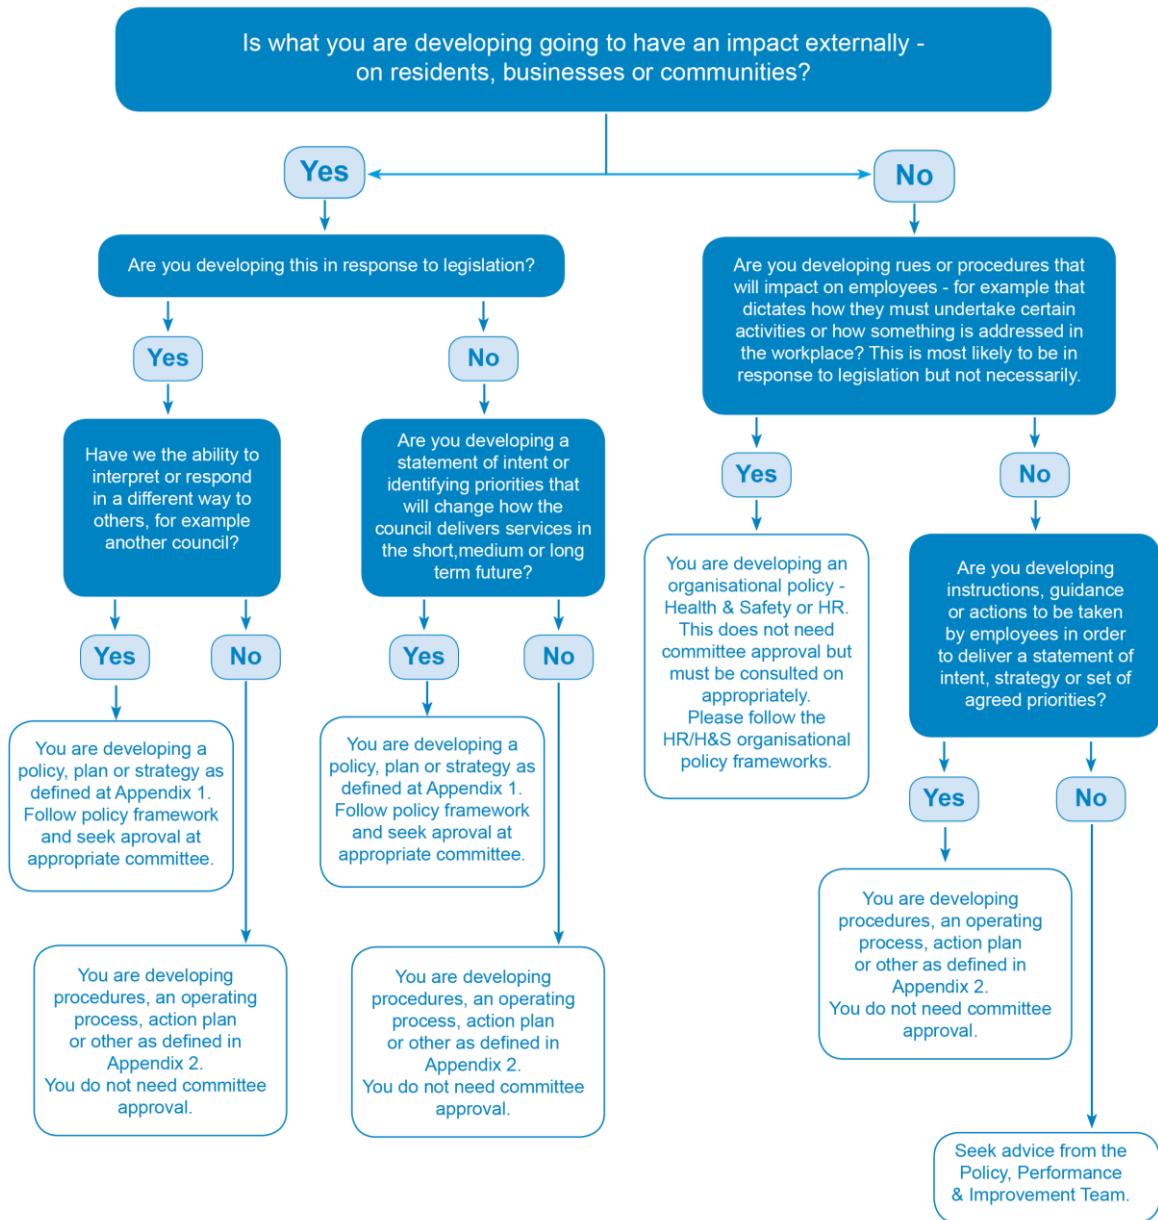 Is what you are developing going to have an impact externally -
on residents, businesses or communities?
Yes
No
Are you developing this in response to legislation?
Yes
No
Have we the ability to
interpret or respond
in a different way to
others, for example
another council?
Yes
No
You are developing a
policy, plan or strategy as
defined at Appendix 1.
Follow policy framework
and seek aproval at
appropriate committee.
You are developing
procedures, an operating
process, action plan
or other as defined in
Appendix 2.
You do not need committee
approval.
Are you developing a
statement of intent or
identifying priorities that
will change how the
council delivers services in
the short,medium or long
term future?
Yes
No
You are developing a
policy, plan or strategy as
defined at Appendix 1.
Follow policy framework
and seek aproval at
appropriate committee.
You are developing
procedures, an operating
process, action plan
or other as defined in
Appendix 2.
You do not need committee
approval.
Are you developing rues or procedures that
will impact on employees - for example that
dictates how they must undertake certain
activities or how something is addressed in
the workplace? This is most likely to be in
response to legislation but not necessarily.
Yes
No
You are developing an
organisational policy -
Health & Safety or HR.
This does not need
committee approval but
must be consulted on
appropriately.
Please follow the
HR/H&S organisational
policy frameworks.
Are you developing
instructions, guidance
or actions to be taken
by employees in order
to deliver a statement of
intent, strategy or set of
agreed priorities?
Yes
No
You are developing
procedures, an operating
process, action plan
or other as defined in
Appendix 2.
You do not need committee
approval.
Seek advice from the
Policy, Performance
& Improvement Team.